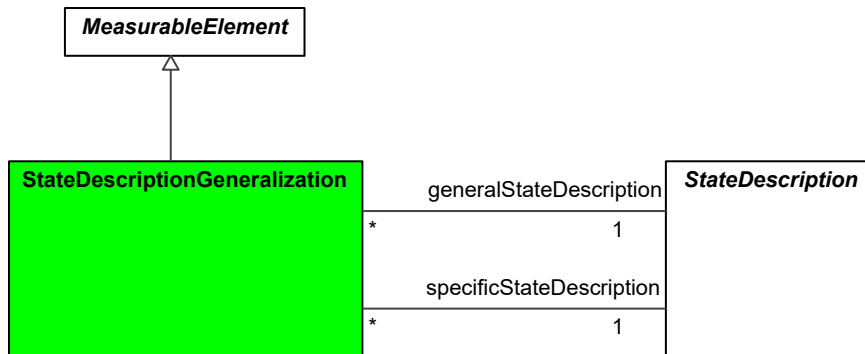 MeasurableElement
StateDescriptionGeneralization
StateDescription
generalStateDescription
* 1
specificStateDescription
* 1